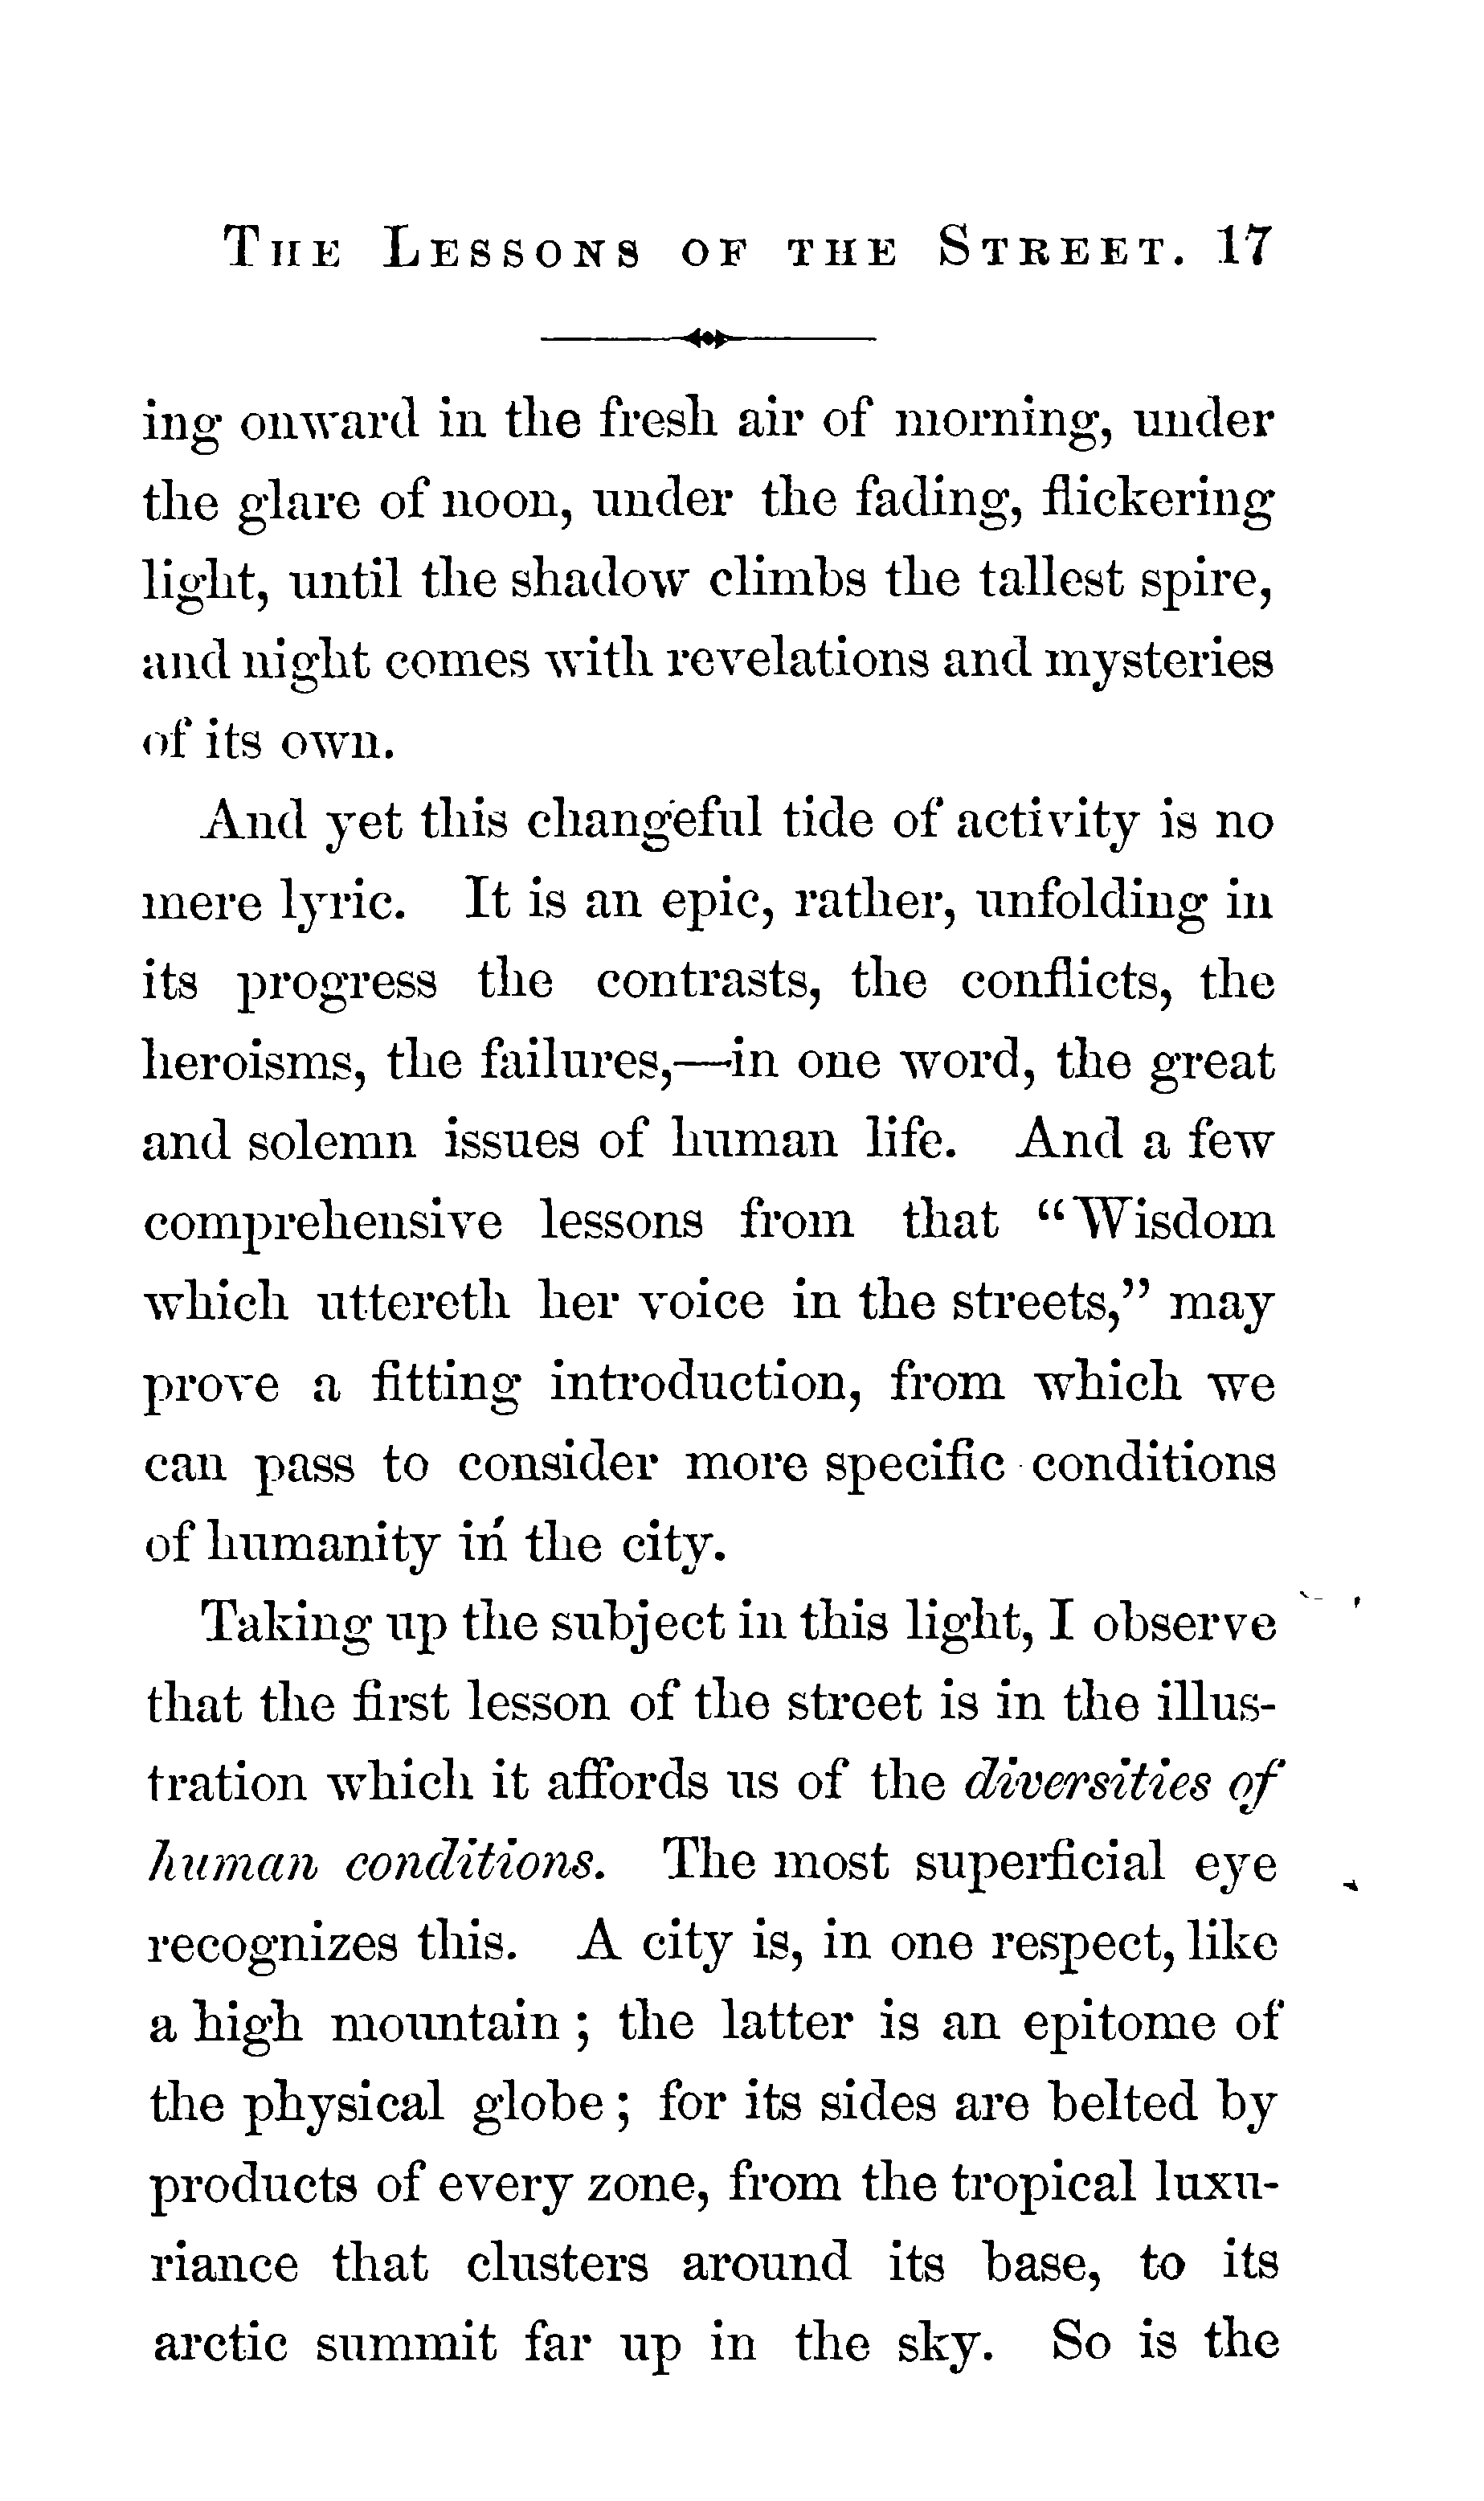 The Lessons of the Street. 17
ing onward in the fresh air of morning, under
the glare of noon, under the fading, flickering
light, until the shadow climbs the tallest spire,
and night comes with revelations and mysteries
of its own.
And yet this changeful tide of activity is no
mere lyric. It is an epic, rather, unfolding in
its progress the contrasts, the conflicts, the
heroisms, the failures,—in one word, the great
and solemn issues of human life. And a few
comprehensive lessons from that “Wisdom
which uttereth her voice in the streets,” may
prove a fitting introduction, from which we
can pass to consider more specific conditions
of humanity in the city.
Taking up the subject in this light, I observe
that the first lesson of the street is in the illus-
tration which it affords us of the diversities of
human conditions. The most superficial eye
recognizes this. A city is, in one respect, like
a high mountain ; the latter is an epitome of
the physical globe ; for its sides are belted by
products of every zone, from the tropical luxu-
riance that clusters around its base, to its
arctic summit far up in the sky. So is the